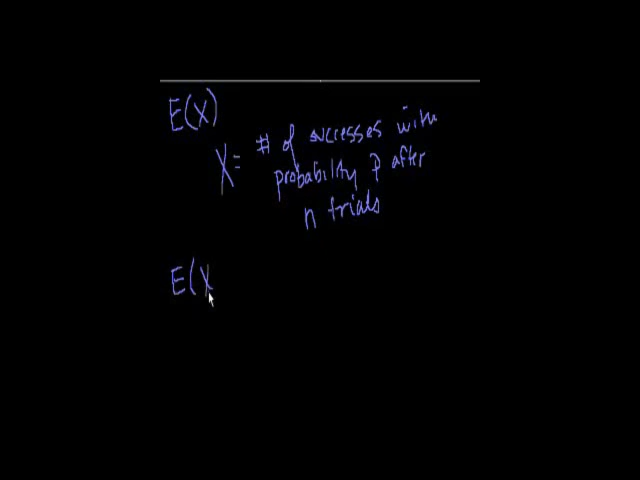 E(X)
X = # of successes with
probability p after
n trials
E(X